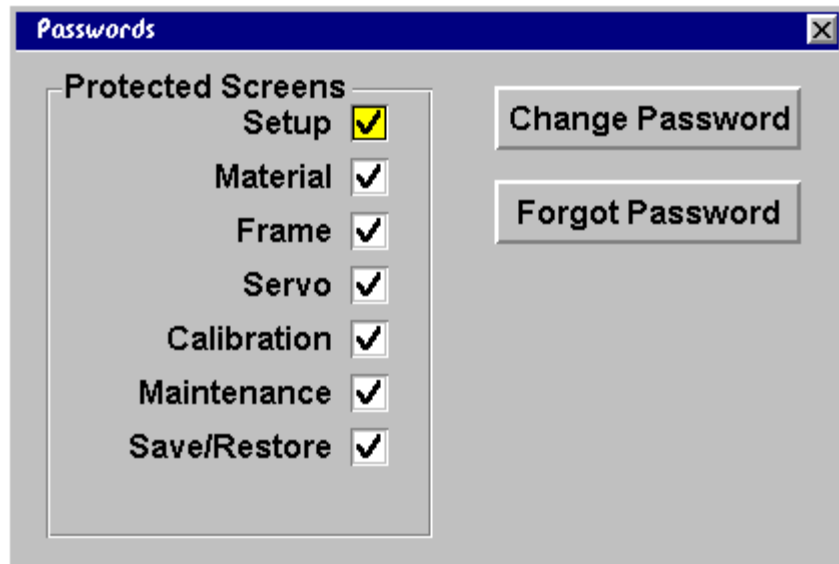 Passwords
Protected Screens
Setup
Material
Frame
Servo
Calibration
Maintenance
Save/Restore
Change Password
Forgot Password